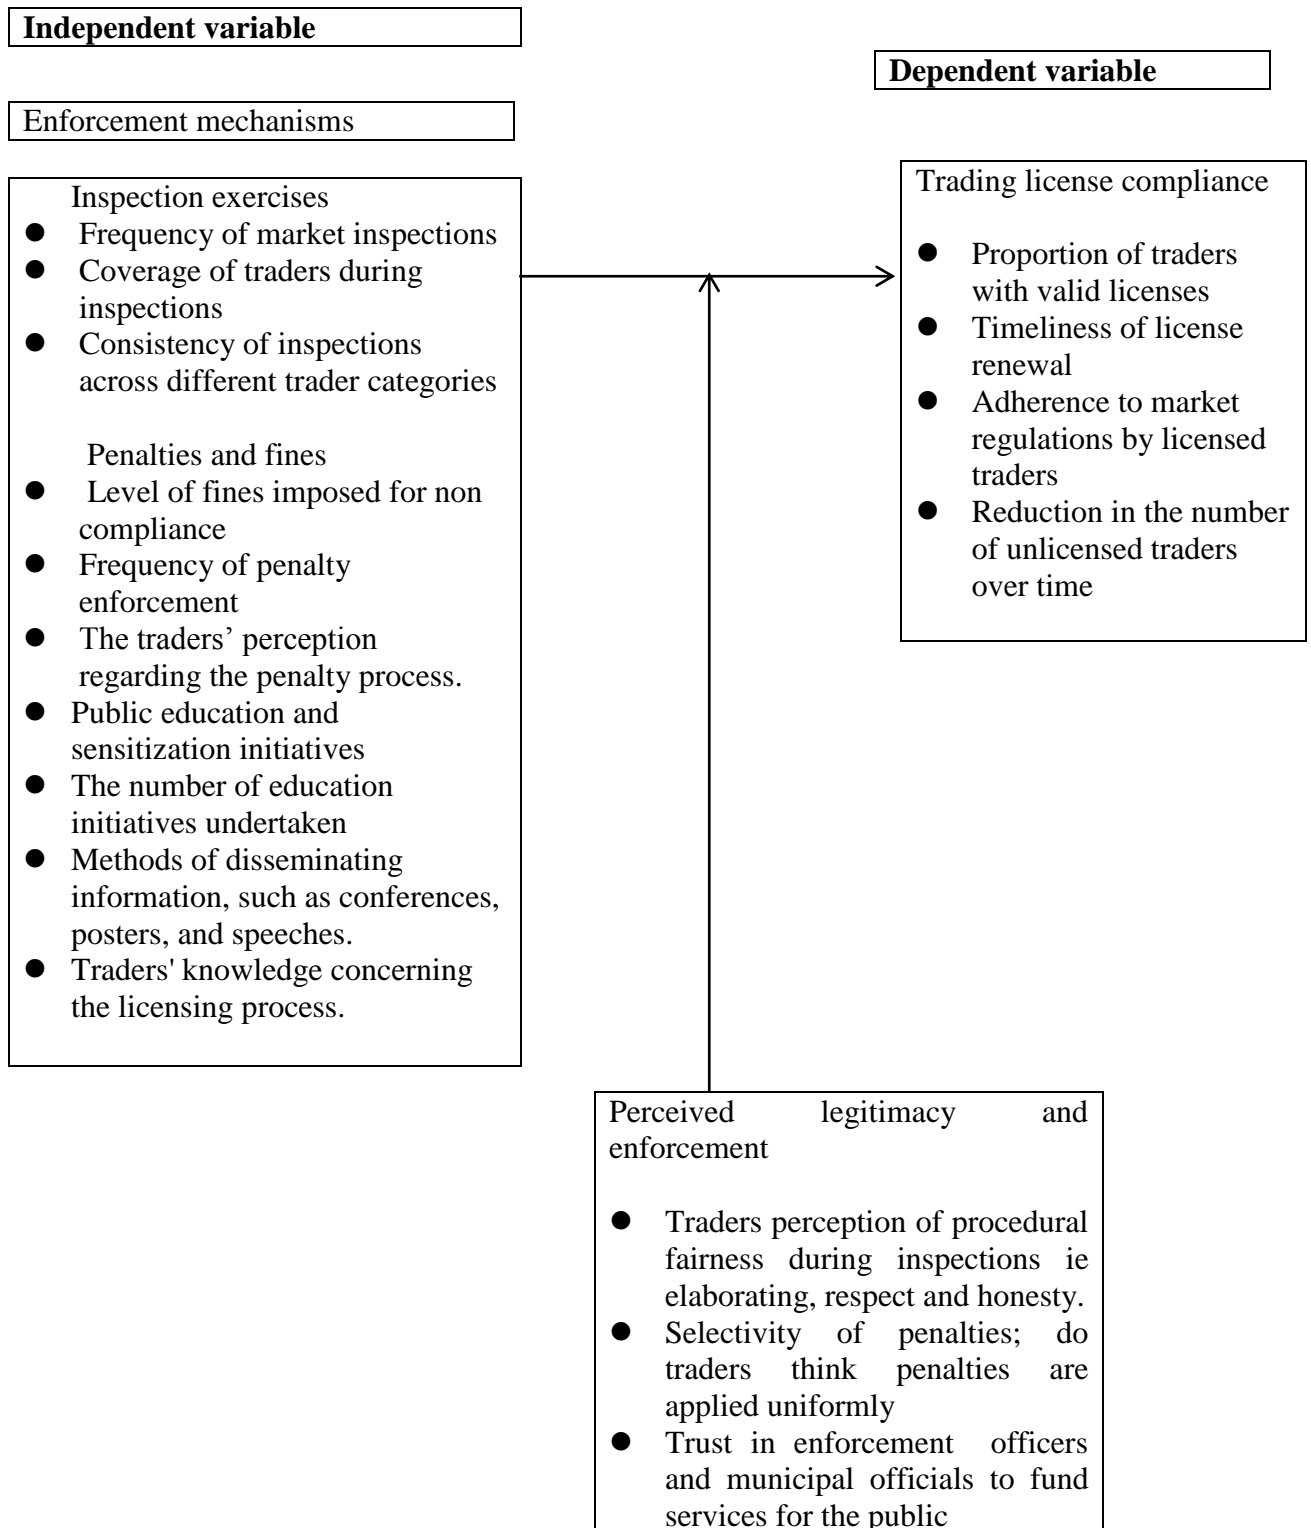 Independent variable
Dependent variable
Enforcement mechanisms
Inspection exercises
● Frequency of market inspections
● Coverage of traders during
inspections
● Consistency of inspections
across different trader categories
Penalties and fines
● Level of fines imposed for non
compliance
● Frequency of penalty
enforcement
● The traders’ perception
regarding the penalty process.
● Public education and
sensitization initiatives
● The number of education
initiatives undertaken
● Methods of disseminating
information, such as conferences,
posters, and speeches.
● Traders' knowledge concerning
the licensing process.
Trading license compliance
● Proportion of traders
with valid licenses
● Timeliness of license
renewal
● Adherence to market
regulations by licensed
traders
● Reduction in the number
of unlicensed traders
over time
Perceived legitimacy and
enforcement
● Traders perception of procedural
fairness during inspections ie
elaborating, respect and honesty.
● Selectivity of penalties; do
traders think penalties are
applied uniformly
● Trust in enforcement officers
and municipal officials to fund
services for the public